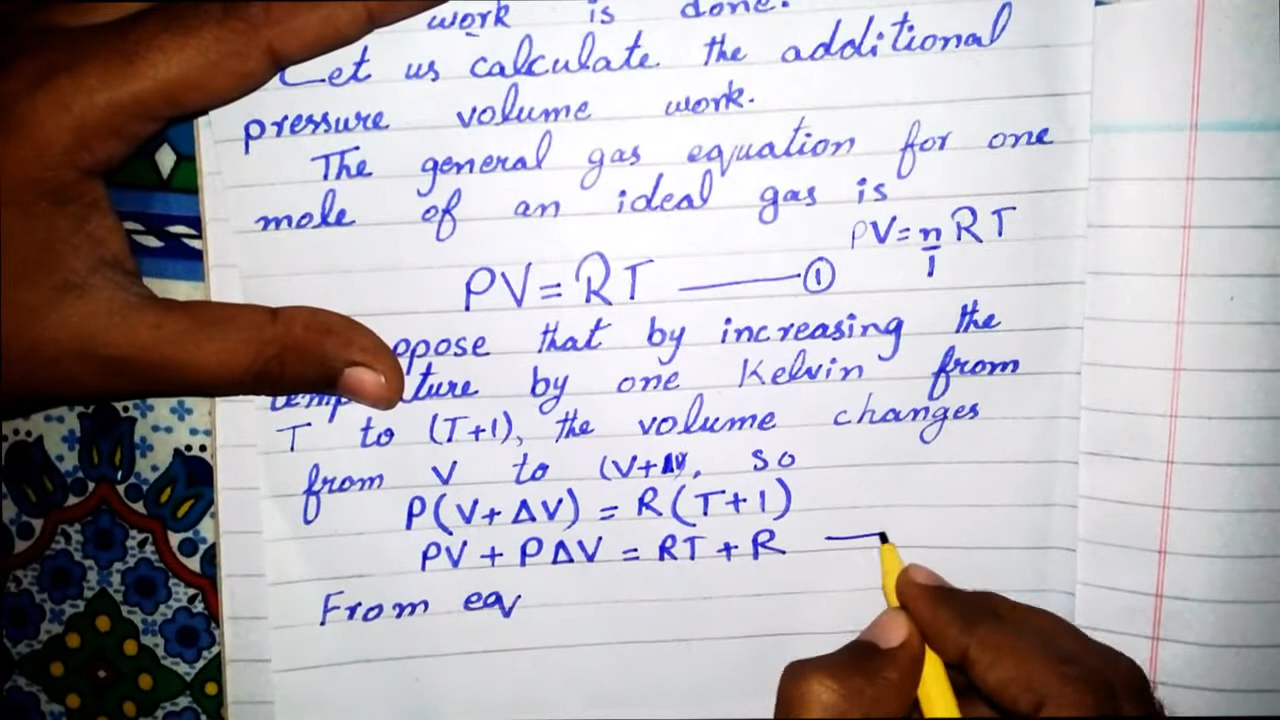 work is done.
Let us calculate the additional
pressure volume work.
The general gas equation for one
mole of an ideal gas is
PV=n/1 RT
PV=RT ——— ①
ppose that by increasing the
temp ture by one Kelvin from
T to (T+1), the volume changes
from V to (V+ΔV, so
P(V+ΔV) = R(T+1)
PV + PΔV = RT + R —
From eq